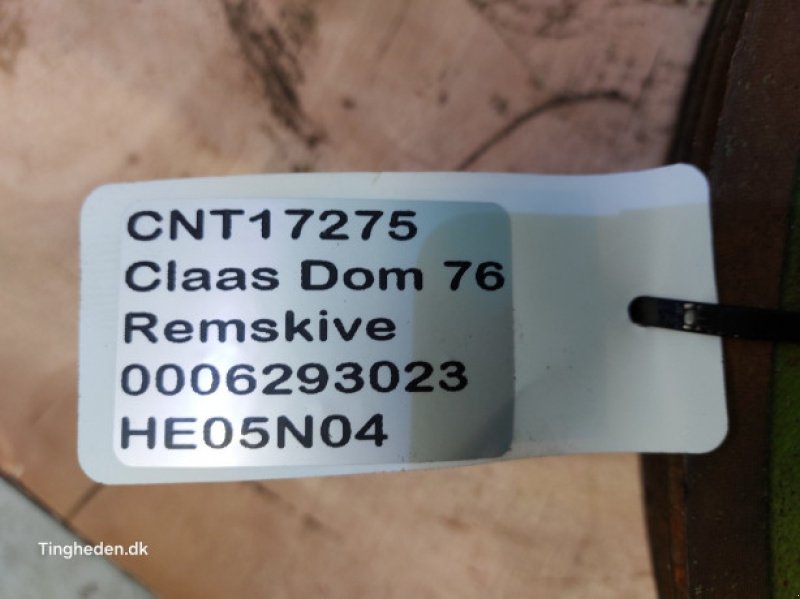 CNT17275
Claas Dom 76
Remskive
0006293023
HE05N04
Tingheden.dk